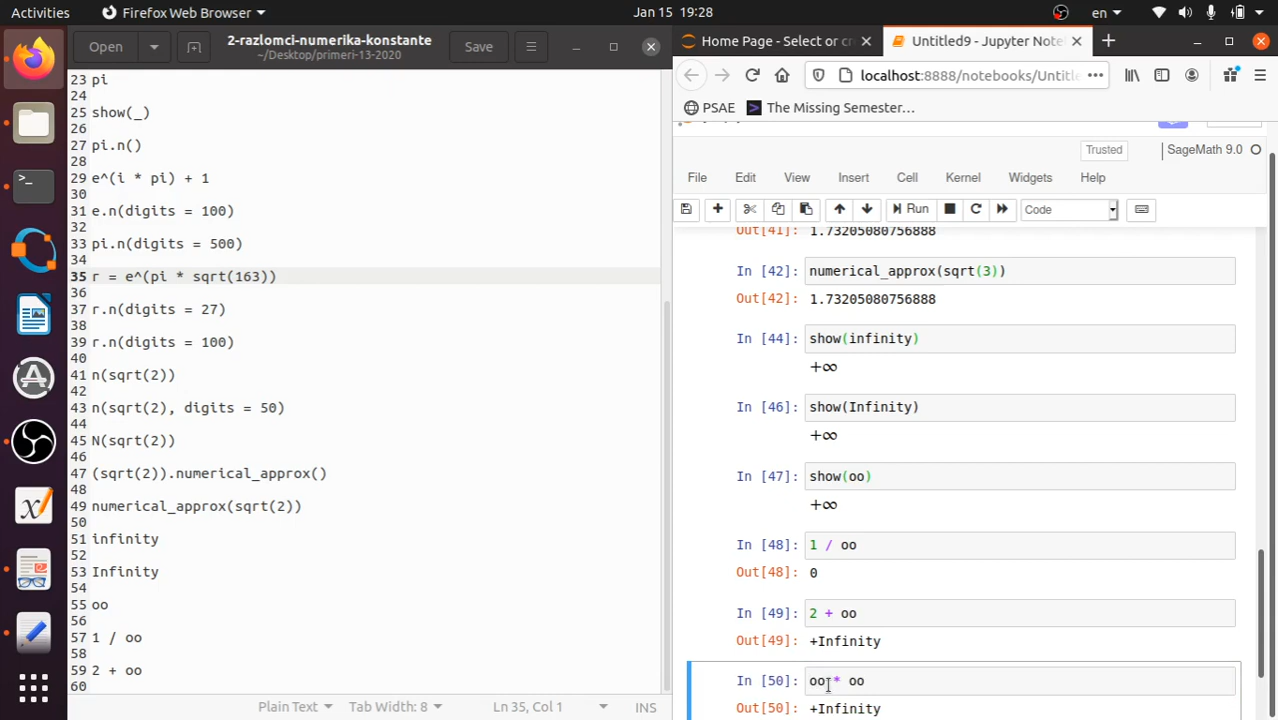 Activities
Firefox Web Browser
Jan 15 19:28
en
Open
2-razlomci-numerika-konstante
~/Desktop/primeri-13-2020
Save
23 pi
24
25 show(_)
26
27 pi.n()
28
29 e^(i * pi) + 1
30
31 e.n(digits = 100)
32
33 pi.n(digits = 500)
34
35 r = e^(pi * sqrt(163))
36
37 r.n(digits = 27)
38
39 r.n(digits = 100)
40
41 n(sqrt(2))
42
43 n(sqrt(2), digits = 50)
44
45 N(sqrt(2))
46
47 (sqrt(2)).numerical_approx()
48
49 numerical_approx(sqrt(2))
50
51 infinity
52
53 Infinity
54
55 oo
56
57 1 / oo
58
59 2 + oo
60
Plain Text
Tab Width: 8
Ln 35, Col 1
INS
Home Page - Select or cr
Untitled9 - Jupyter Note
localhost:8888/notebooks/Untitl
PSAE
The Missing Semester…
Trusted
SageMath 9.0
File Edit View Insert Cell Kernel Widgets Help
Run
Code
Out[41]: 1.73205080756888
In [42]: numerical_approx(sqrt(3))
Out[42]: 1.73205080756888
In [44]: show(infinity)
+∞
In [46]: show(Infinity)
+∞
In [47]: show(oo)
+∞
In [48]: 1 / oo
Out[48]: 0
In [49]: 2 + oo
Out[49]: +Infinity
In [50]: oo * oo
Out[50]: +Infinity